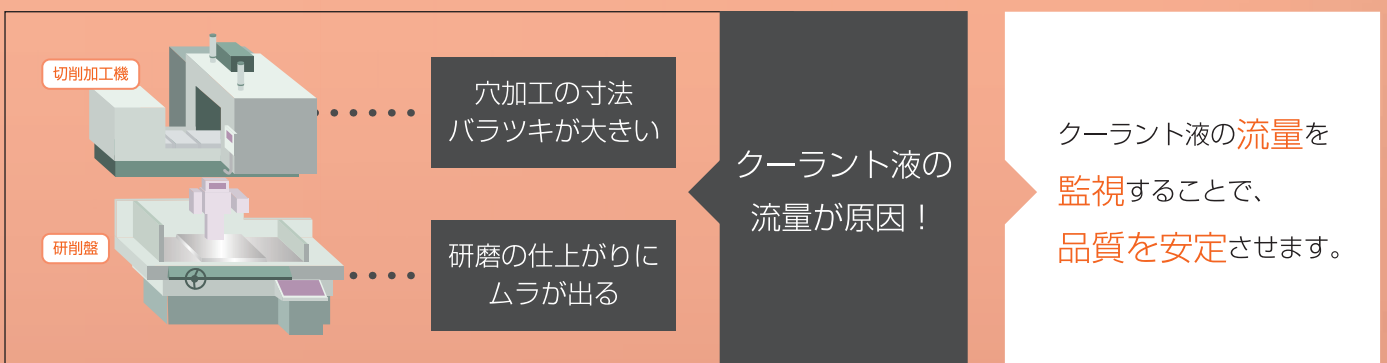 切削加工機
穴加工の寸法
バラツキが大きい
研削盤
研磨の仕上がりに
ムラが出る
クーラント液の
流量が原因！
クーラント液の流量を
監視することで、
品質を安定させます。